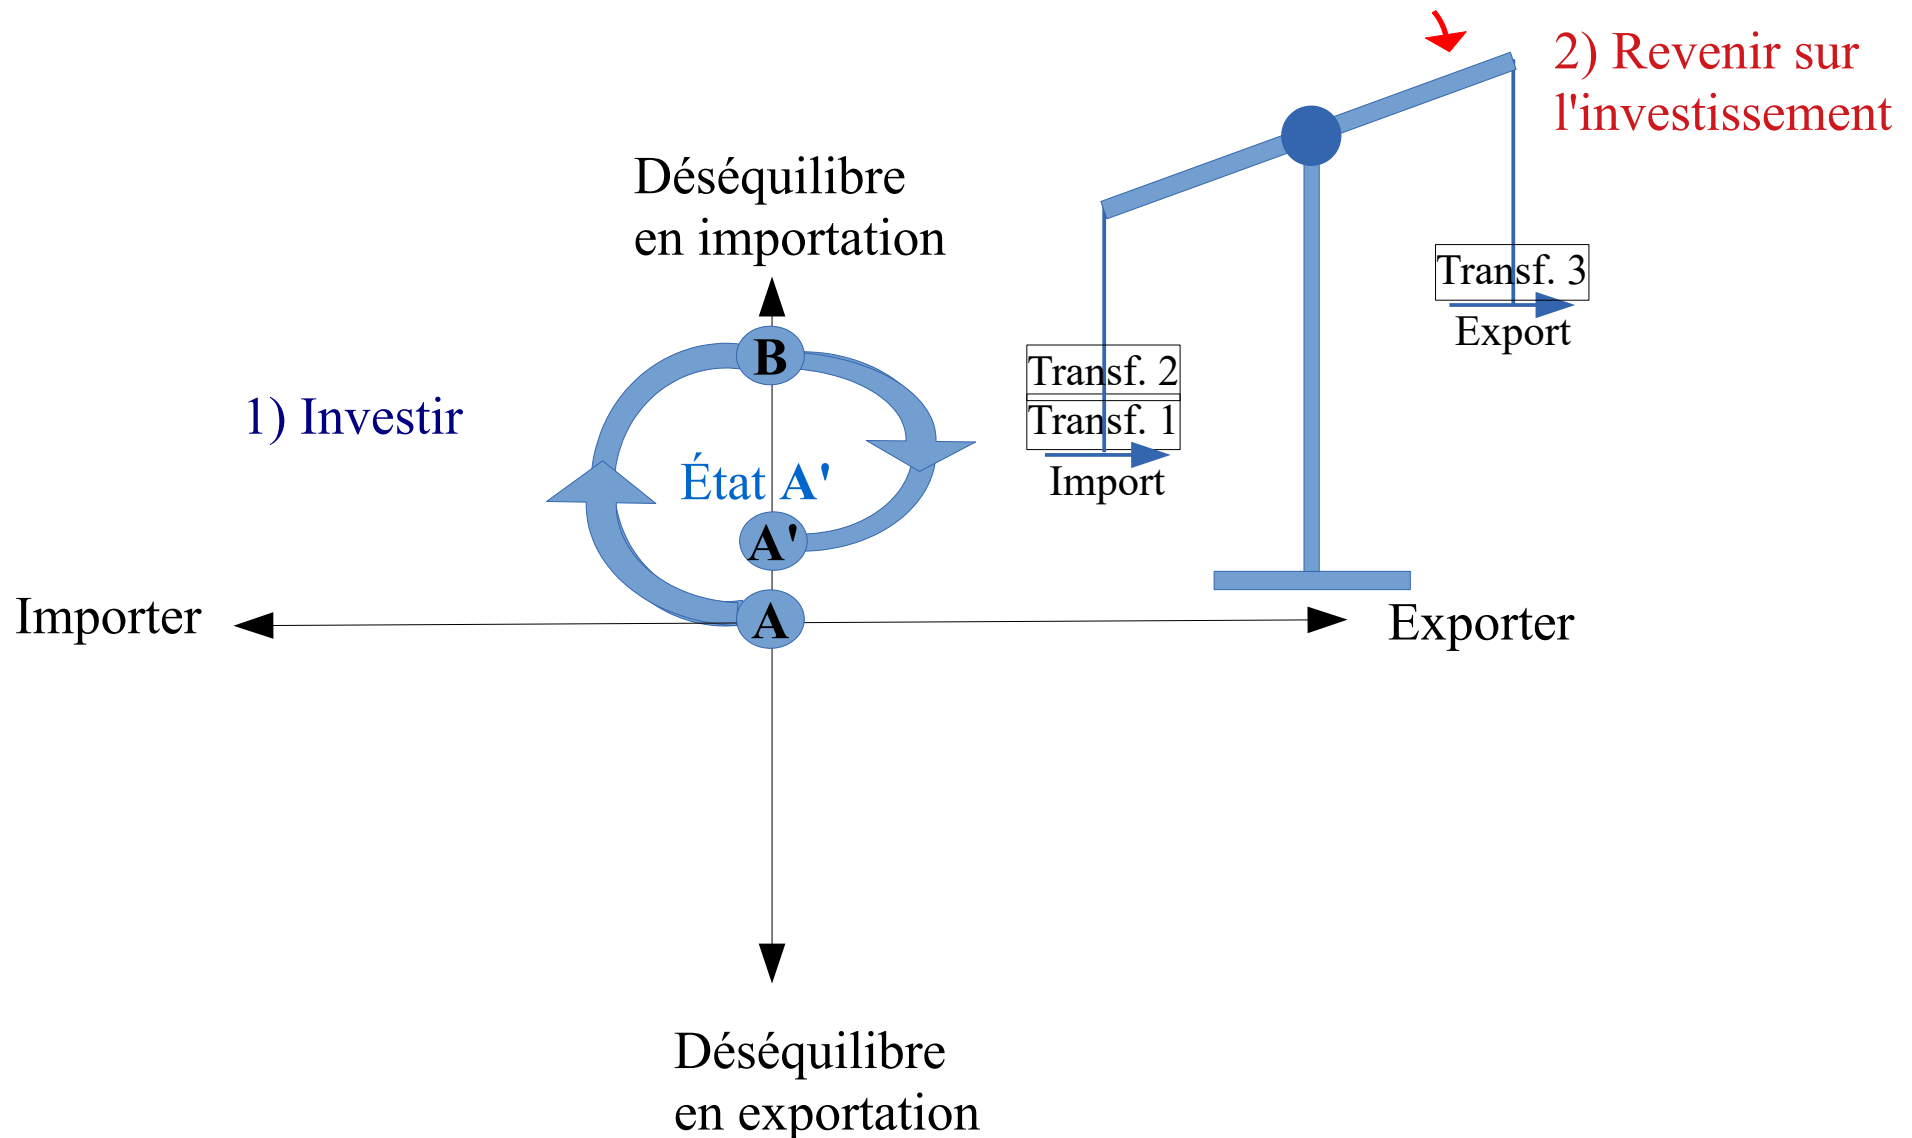 2) Revenir sur
l'investissement
Déséquilibre
en importation
Transf. 3
Export
B
Transf. 2
Transf. 1
Import
1) Investir
État A'
A'
A
Importer
Exporter
Déséquilibre
en exportation